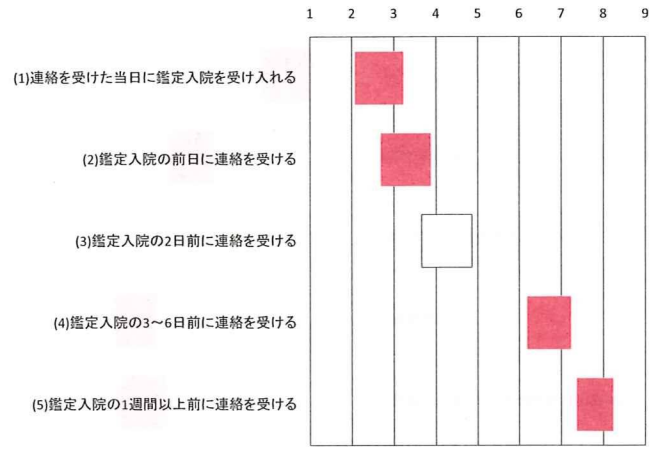 1 2 3 4 5 6 7 8 9
(1)連絡を受けた当日に鑑定入院を受け入れる
(2)鑑定入院の前日に連絡を受ける
(3)鑑定入院の2日前に連絡を受ける
(4)鑑定入院の3～6日前に連絡を受ける
(5)鑑定入院の1週間以上前に連絡を受ける